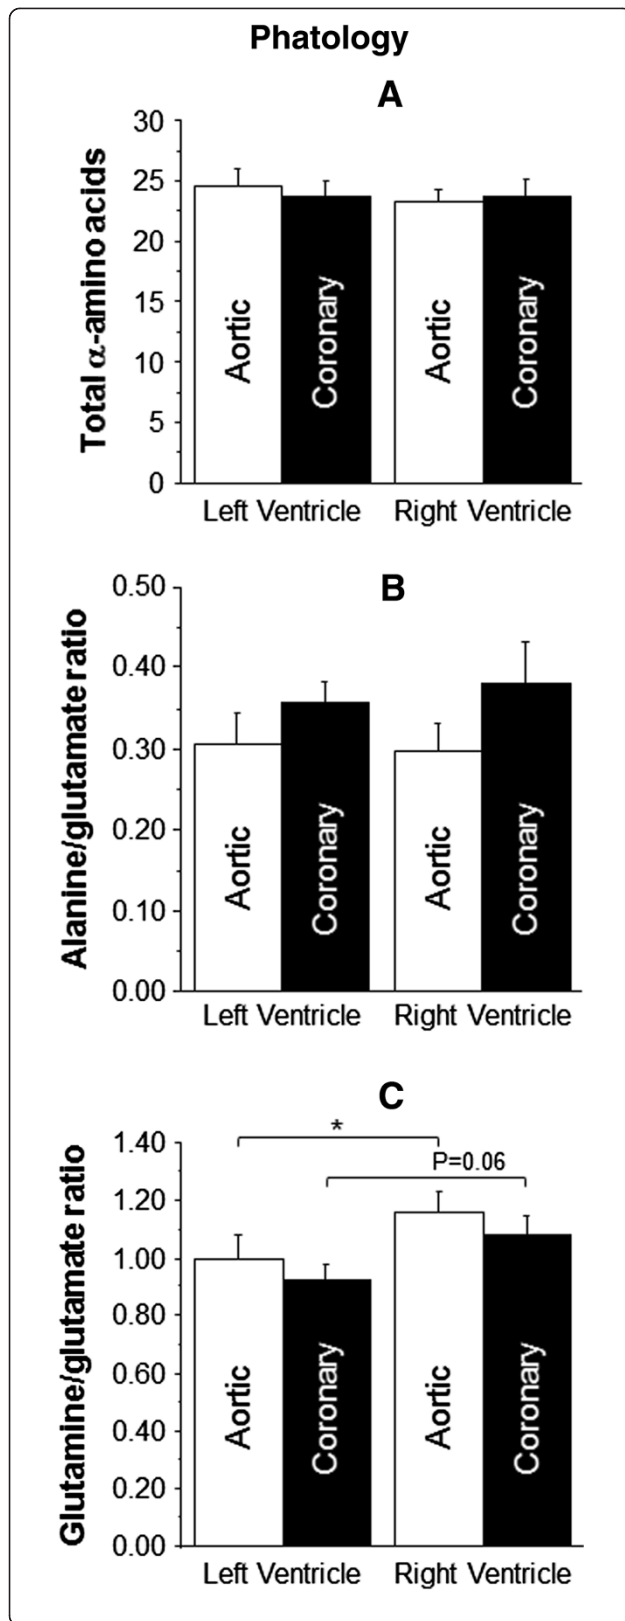 Phatology
A
Total α-amino acids
30
25
20
15
10
5
0
Aortic
Coronary
Aortic
Coronary
Left Ventricle
Right Ventricle
B
Alanine/glutamate ratio
0.50
0.40
0.30
0.20
0.10
0.00
Aortic
Coronary
Aortic
Coronary
Left Ventricle
Right Ventricle
C
Glutamine/glutamate ratio
1.40
1.20
1.00
0.80
0.60
0.40
0.20
0.00
*
P=0.06
Aortic
Coronary
Aortic
Coronary
Left Ventricle
Right Ventricle